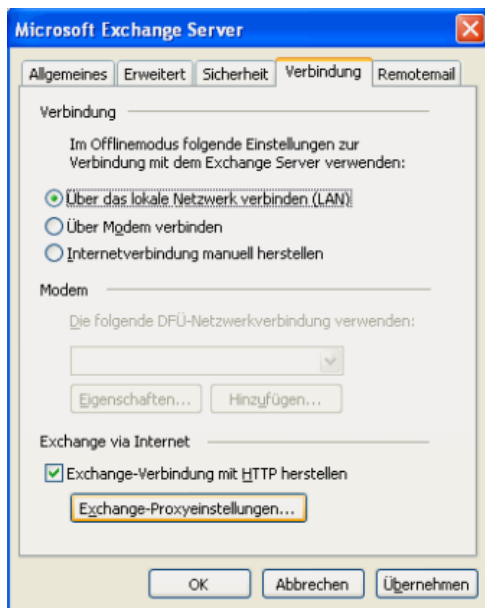 Microsoft Exchange Server
Allgemeines Erweitert Sicherheit Verbindung Remotemail
Verbindung
Im Offlinemodus folgende Einstellungen zur
Verbindung mit dem Exchange Server verwenden:
Über das lokale Netzwerk verbinden (LAN)
Über Modem verbinden
Internetverbindung manuell herstellen
Modem
Die folgende DFÜ-Netzwerkverbindung verwenden:
Eigenschaften... Hinzufügen...
Exchange via Internet
Exchange-Verbindung mit HTTP herstellen
Exchange-Proxyeinstellungen...
OK Abbrechen Übernehmen